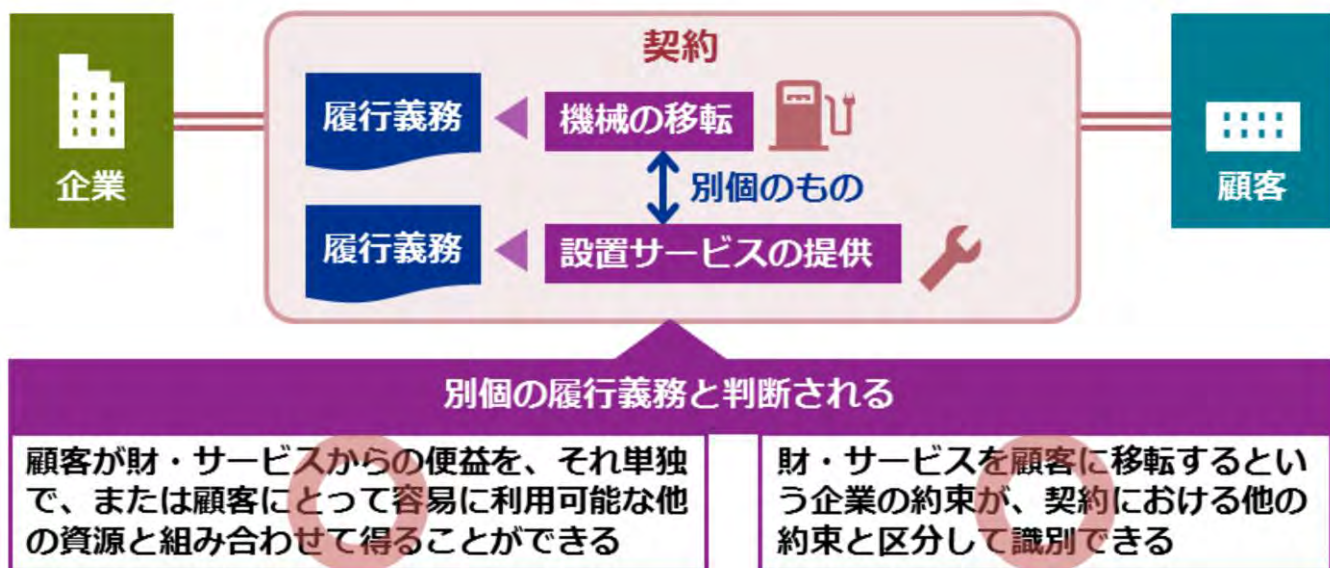 契約
企業
履行義務
機械の移転
別個のもの
履行義務
設置サービスの提供
顧客
別個の履行義務と判断される
顧客が財・サービスからの便益を、それ単独
で、または顧客にとって容易に利用可能な他
の資源と組み合わせて得ることができる
財・サービスを顧客に移転するとい
う企業の約束が、契約における他の
約束と区分して識別できる